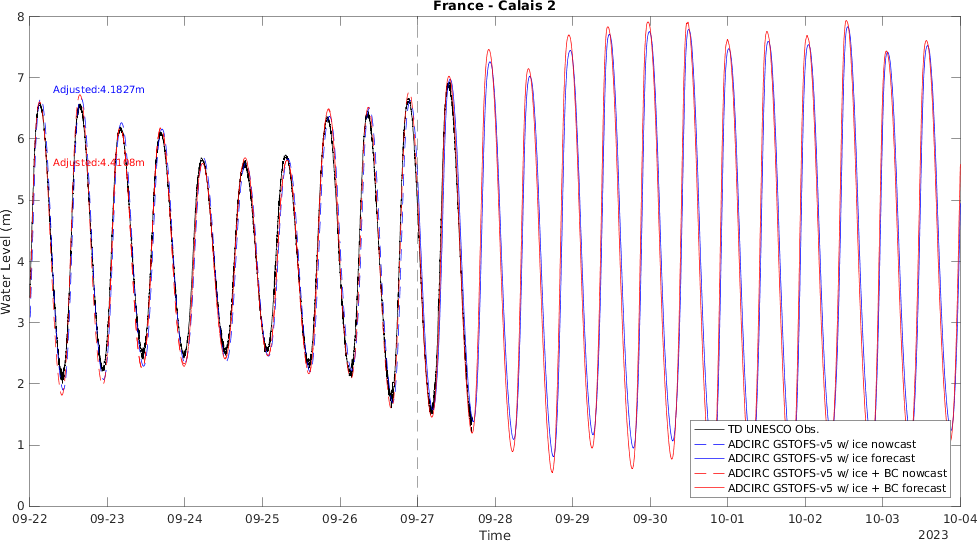 France - Calais 2
8
7
6
5
4
3
2
1
0
Water Level (m)
Adjusted:4.1827m
Adjusted:4.4108m
TD UNESCO Obs.
ADCIRC GSTOFS-v5 w/ ice nowcast
ADCIRC GSTOFS-v5 w/ ice forecast
ADCIRC GSTOFS-v5 w/ ice + BC nowcast
ADCIRC GSTOFS-v5 w/ ice + BC forecast
09-22 09-23 09-24 09-25 09-26 09-27 09-28 09-29 09-30 10-01 10-02 10-03 10-04
Time
2023